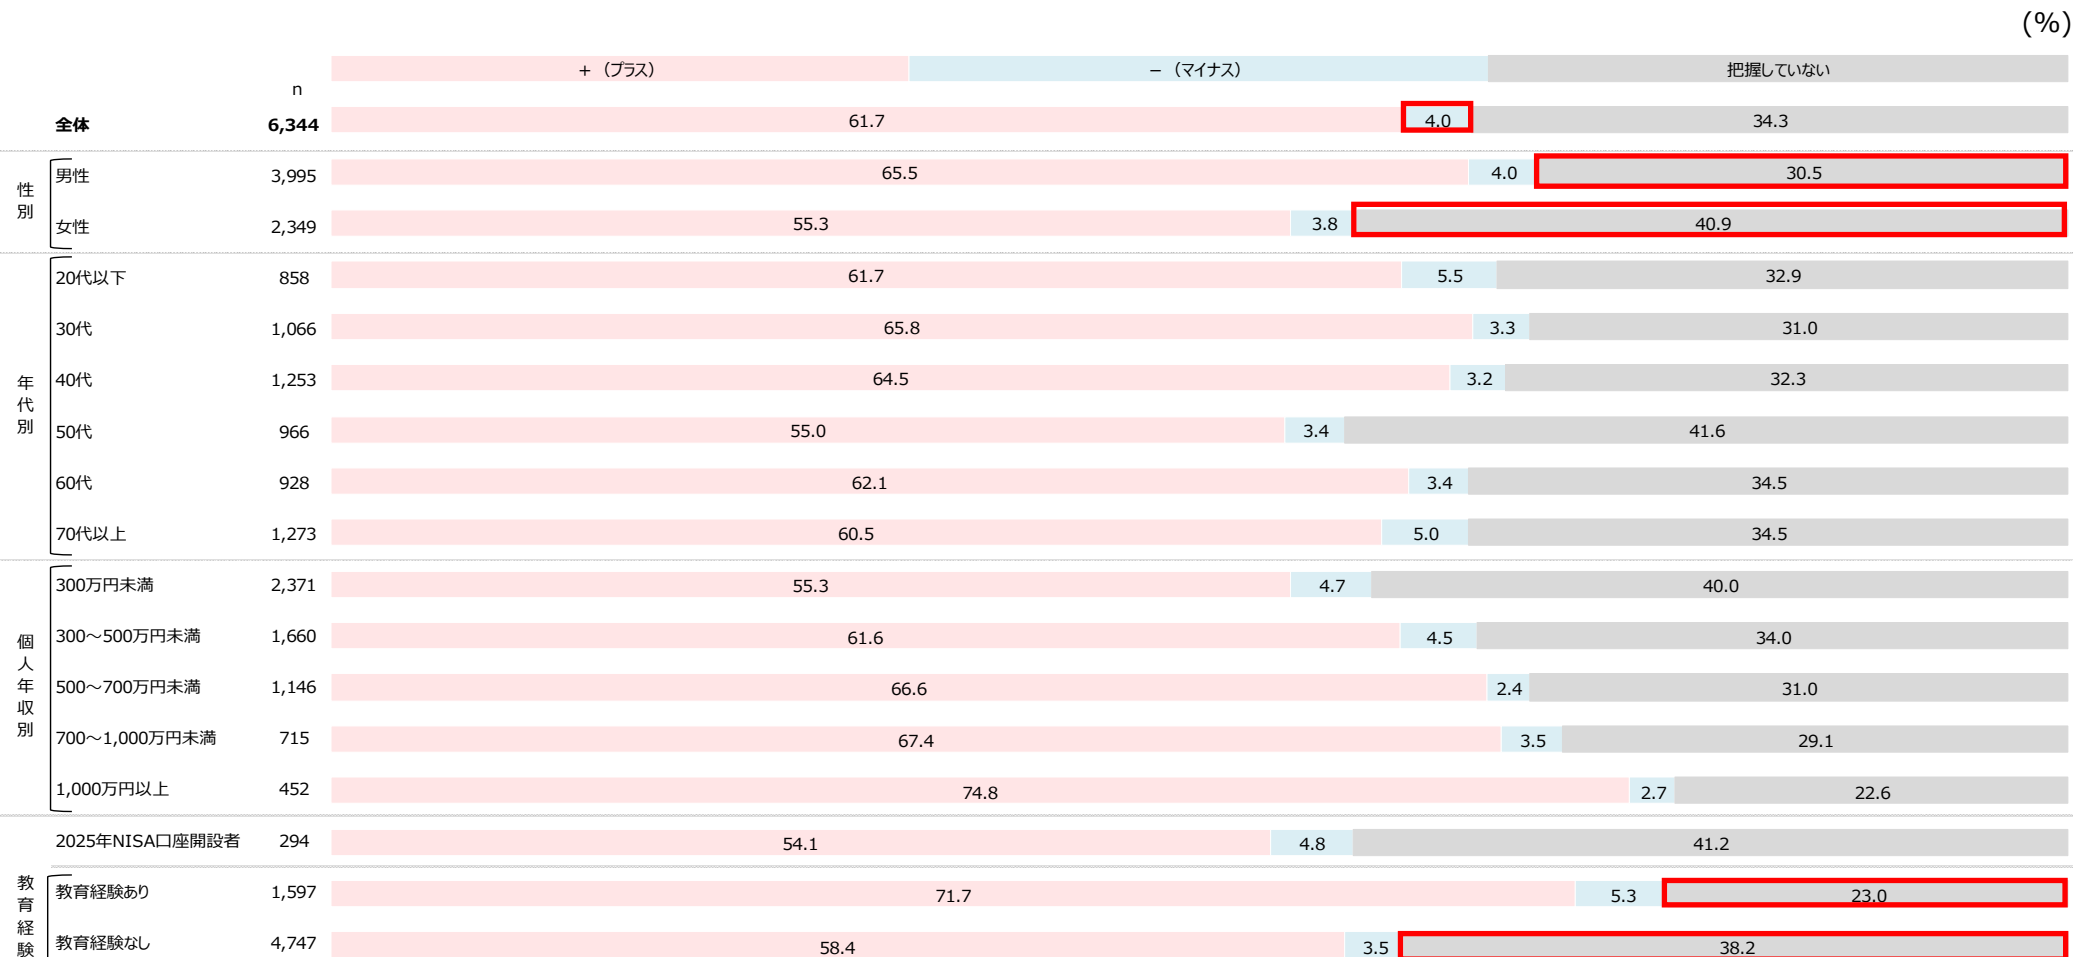 (%)
＋（プラス） －（マイナス） 把握していない
n
全体 6,344 61.7 4.0 34.3
性別
男性 3,995 65.5 4.0 30.5
女性 2,349 55.3 3.8 40.9
年代別
20代以下 858 61.7 5.5 32.9
30代 1,066 65.8 3.3 31.0
40代 1,253 64.5 3.2 32.3
50代 966 55.0 3.4 41.6
60代 928 62.1 3.4 34.5
70代以上 1,273 60.5 5.0 34.5
個人年収別
300万円未満 2,371 55.3 4.7 40.0
300～500万円未満 1,660 61.6 4.5 34.0
500～700万円未満 1,146 66.6 2.4 31.0
700～1,000万円未満 715 67.4 3.5 29.1
1,000万円以上 452 74.8 2.7 22.6
2025年NISA口座開設者 294 54.1 4.8 41.2
教育経験
教育経験あり 1,597 71.7 5.3 23.0
教育経験なし 4,747 58.4 3.5 38.2